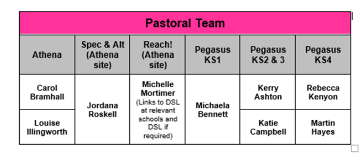 Pastoral Team
Athena
Spec & Alt (Athena site)
Reach! (Athena site)
Pegasus KS1
Pegasus KS2 & 3
Pegasus KS4
Carol Bramhall
Louise Illingworth
Jordana Roskell
Michelle Mortimer
(Links to DSL at relevant schools and DSL if required)
Michaela Bennett
Kerry Ashton
Katie Campbell
Rebecca Kenyon
Martin Hayes